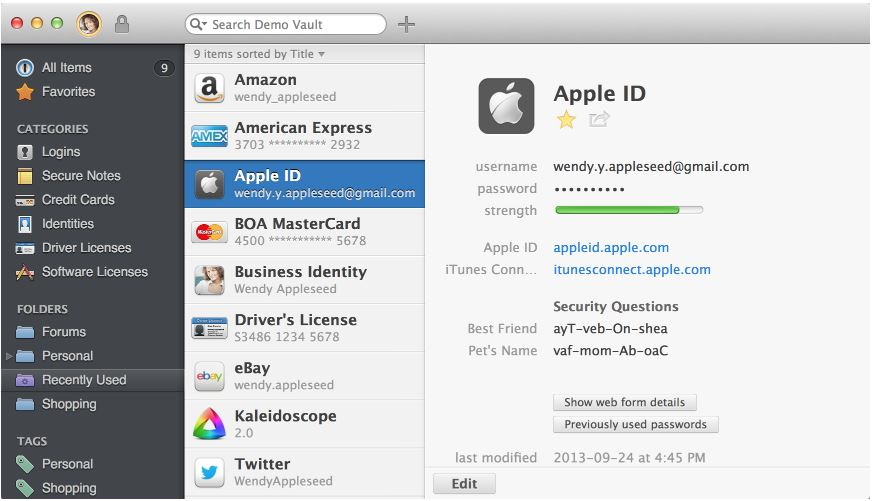 Search Demo Vault
All Items 9
Favorites
CATEGORIES
Logins
Secure Notes
Credit Cards
Identities
Driver Licenses
Software Licenses
FOLDERS
Forums
Personal
Recently Used
Shopping
TAGS
Personal
Shopping
9 items sorted by Title
Amazon
wendy_appleseed
American Express
3703 ********** 2932
Apple ID
wendy.y.appleseed@gmail.com
BOA MasterCard
4500 *********** 5678
Business Identity
Wendy Appleseed
Driver's License
S3486 1234 5678
eBay
wendy.appleseed
Kaleidoscope
2.0
Twitter
WendyAppleseed
Apple ID
username wendy.y.appleseed@gmail.com
password ••••••••••
strength
Apple ID appleid.apple.com
iTunes Conn... itunesconnect.apple.com
Security Questions
Best Friend ayT-veb-On-shea
Pet's Name vaf-mom-Ab-oaC
Show web form details
Previously used passwords
last modified 2013-09-24 at 4:45 PM
Edit